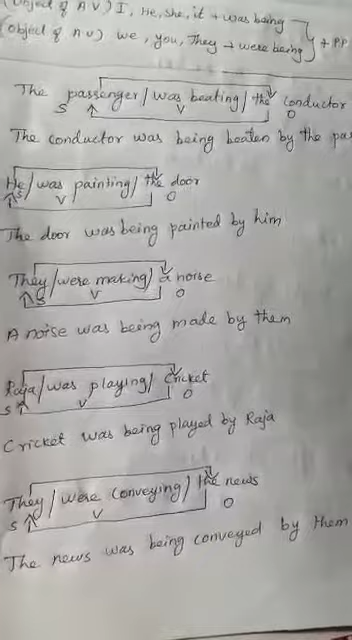 (object of A V) I, He, she, it + was being
(object of A V) we, you, They + were being } + P.P
The passenger / was beating / the conductor
S V O
The conductor was being beaten by the
He / was painting / the door
S V O
The door was being painted by him
They / were making / a noise
S V O
A noise was being made by them
Raja / was playing / Cricket
S V O
Cricket was being played by Raja
They / were conveying / the news
S V O
The news was being conveyed by them